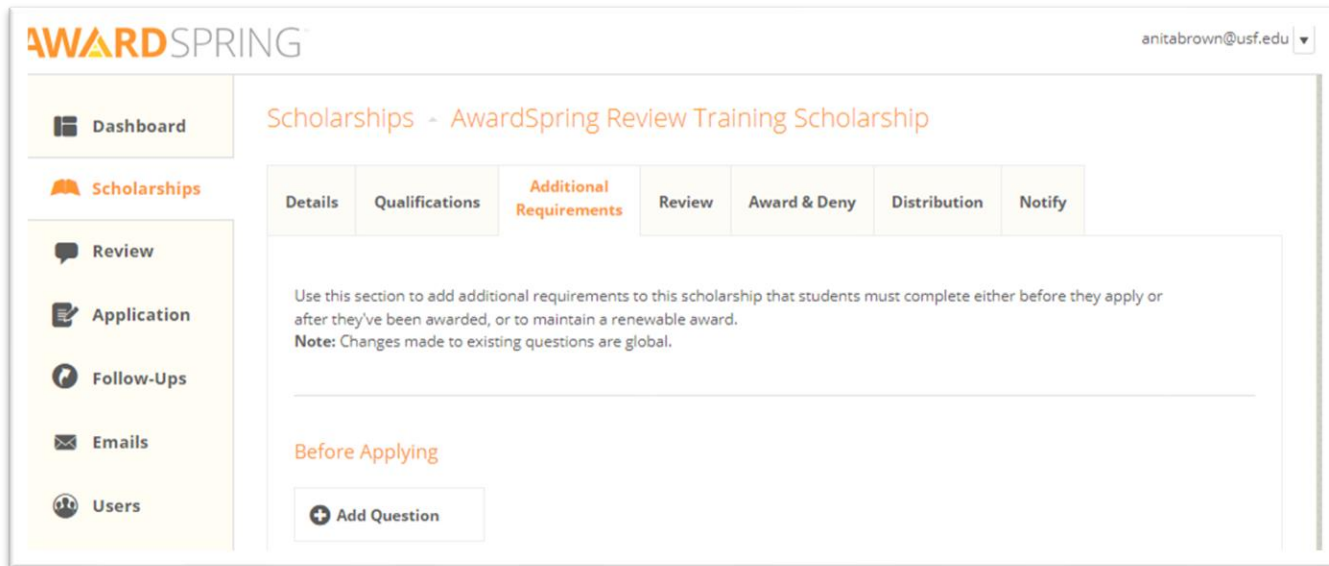 AWARDSPRING
anitabrown@usf.edu
Dashboard
Scholarships
Review
Application
Follow-Ups
Emails
Users
Scholarships - AwardSpring Review Training Scholarship
Details
Qualifications
Additional
Requirements
Review
Award & Deny
Distribution
Notify
Use this section to add additional requirements to this scholarship that students must complete either before they apply or
after they've been awarded, or to maintain a renewable award.
Note: Changes made to existing questions are global.
Before Applying
Add Question